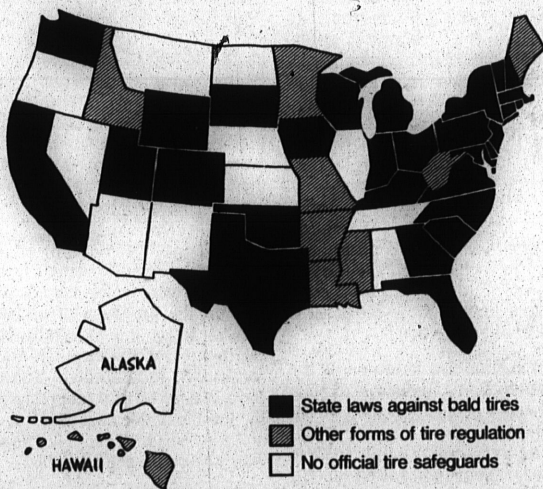 ALASKA
HAWAII
State laws against bald tires
Other forms of tire regulation
No official tire safeguards